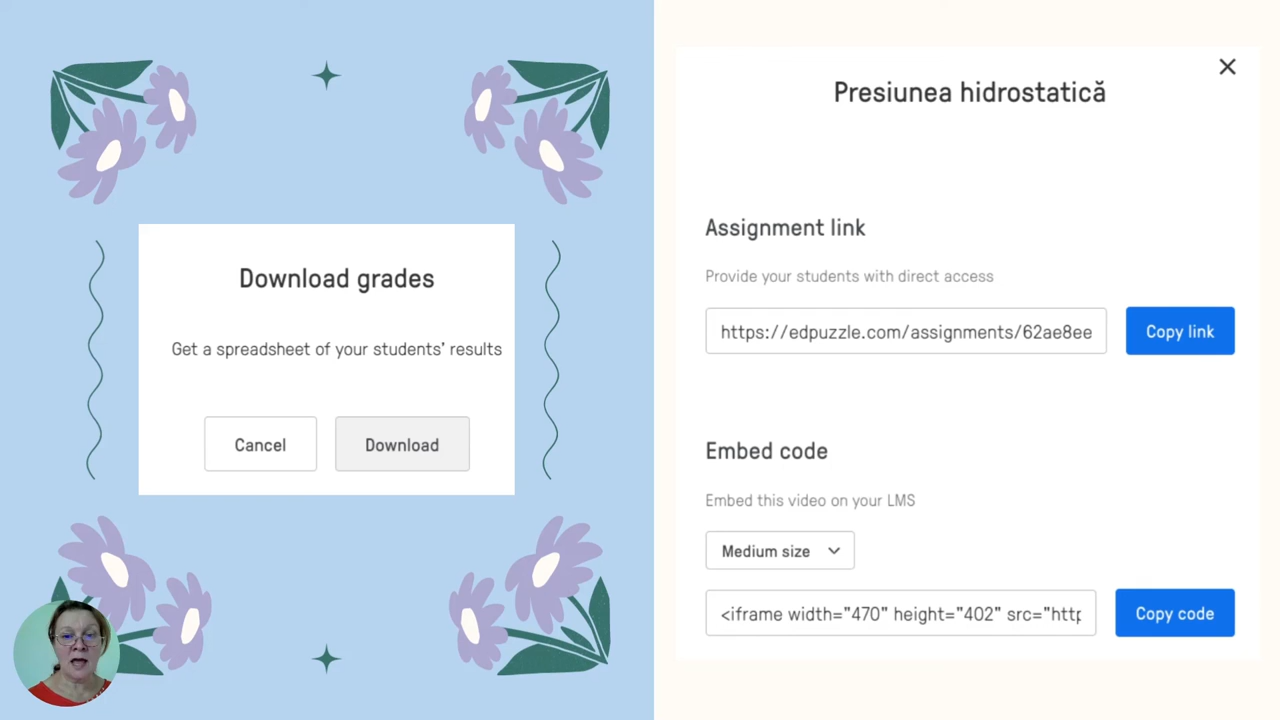 Download grades
Get a spreadsheet of your students' results
Cancel
Download
Presiunea hidrostatică
Assignment link
Provide your students with direct access
https://edpuzzle.com/assignments/62ae8ee
Copy link
Embed code
Embed this video on your LMS
Medium size
<iframe width="470" height="402" src="http
Copy code